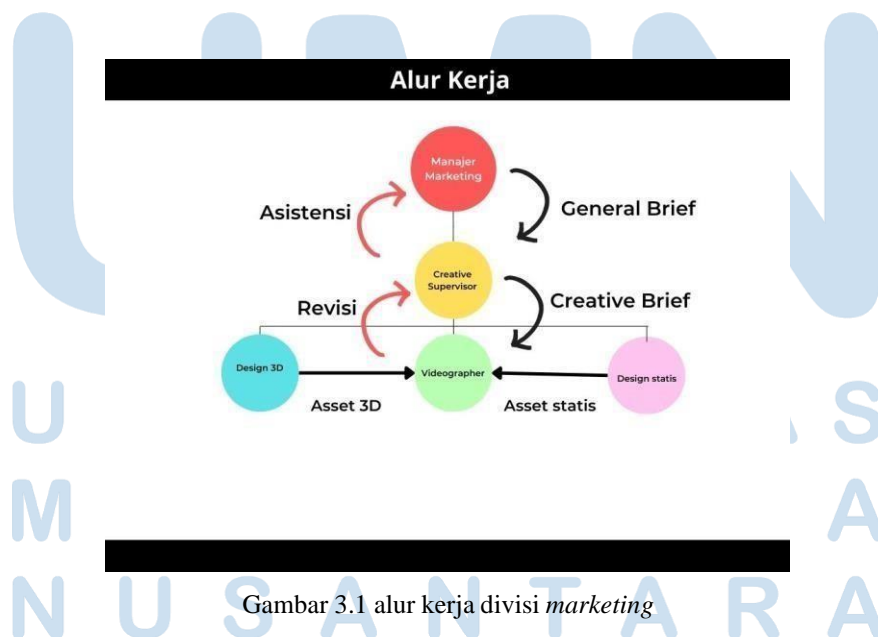 Alur Kerja
Manajer
Marketing
Asistensi
General Brief
Creative
Supervisor
Revisi
Creative Brief
Design 3D
Videographer
Design statis
Asset 3D
Asset statis
U
S
M
A
Gambar 3.1 alur kerja divisi marketing
NUSANTARA